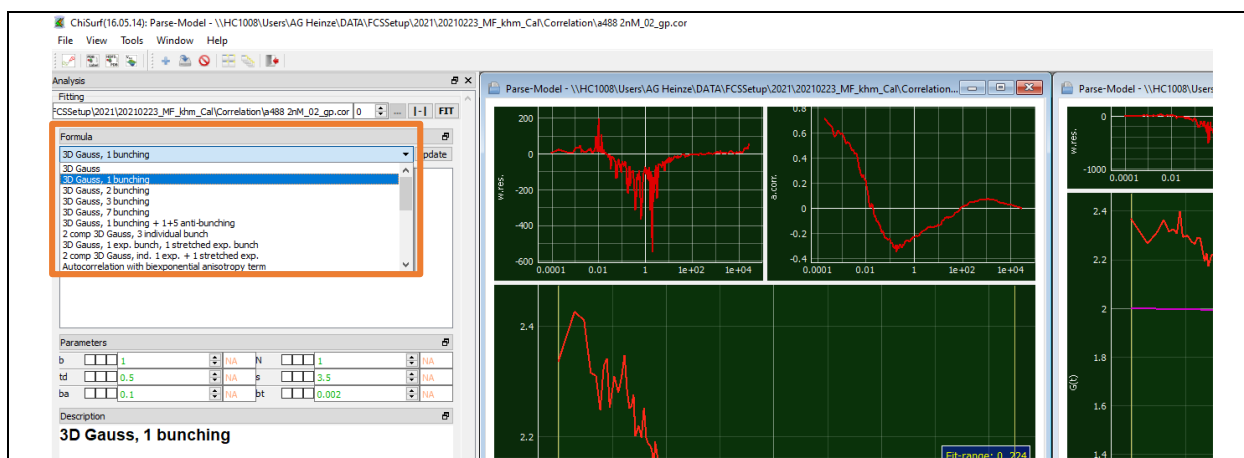 ChiSurf(16.05.14): Parse-Model - \\HC1008\Users\AG Heinze\DATA\FCSSetup\2021\20210223_MF_khm_Cal\Correlation\a488 2nM_02_gp.cor
File View Tools Window Help
Analysis
Fitting
FCSSetup\2021\20210223_MF_khm_Cal\Correlation\a488 2nM_02_gp.cor 0 ... |-| FIT
Formula
3D Gauss, 1 bunching pdate
3D Gauss
3D Gauss, 1 bunching
3D Gauss, 2 bunching
3D Gauss, 3 bunching
3D Gauss, 7 bunching
3D Gauss, 1 bunching + 1+5 anti-bunching
2 comp 3D Gauss, 3 individual bunch
3D Gauss, 1 exp. bunch, 1 stretched exp. bunch
2 comp 3D Gauss, ind. 1 exp. + 1 stretched exp.
Autocorrelation with biexponential anisotropy term
Parameters
b 1 NA N 1 NA
td 0.5 NA s 3.5 NA
ba 0.1 NA bt 0.002 NA
Description
3D Gauss, 1 bunching
Parse-Model - \\HC1008\Users\AG Heinze\DATA\FCSSetup\2021\20210223_MF_khm_Cal\Correlation...
200
0
-200
-400
-600
w.res.
0.0001 0.01 1 1e+02 1e+04
0.8
0.6
0.4
0.2
0
-0.2
-0.4
a.corr.
0.0001 0.01 1 1e+02 1e+04
2.4
2.2
Fit-range: 0, 224
Parse-Model - \\HC1008\Users
0
-1000
w.res.
0.0001 0.01
2.4
2.2
2
1.8
1.6
1.4
G(t)